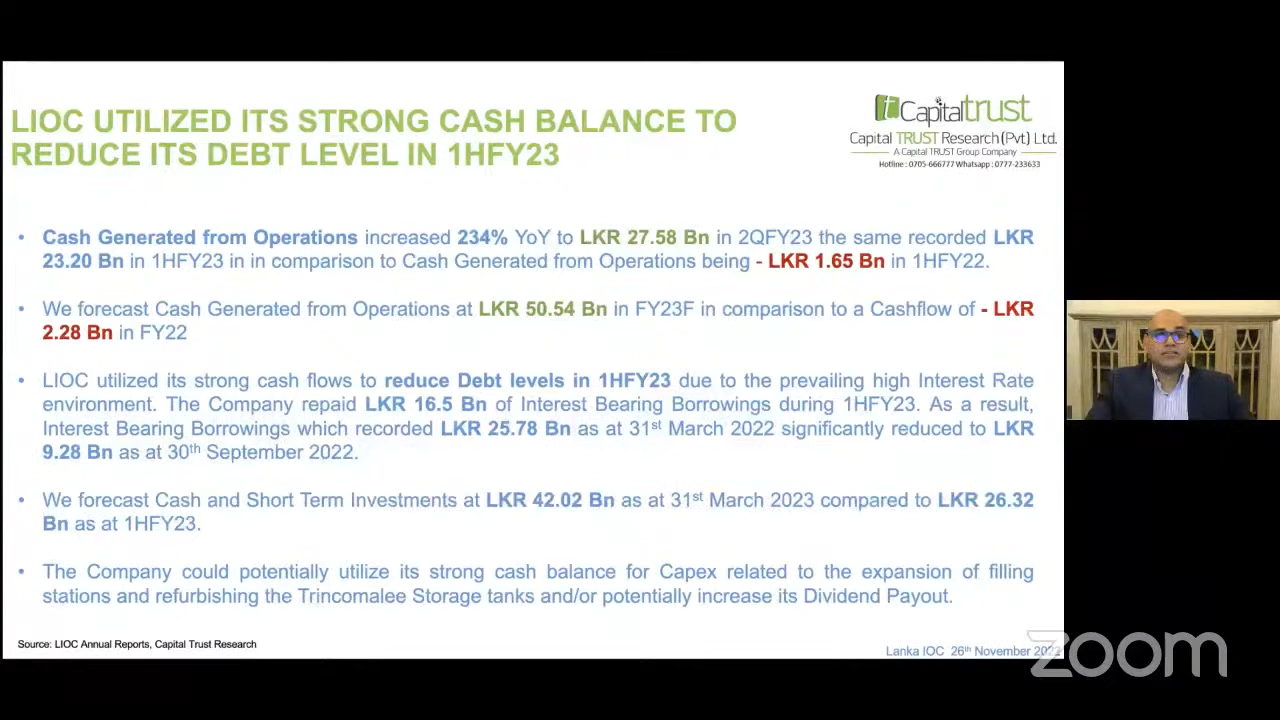 LIOC UTILIZED ITS STRONG CASH BALANCE TO
REDUCE ITS DEBT LEVEL IN 1HFY23
Capitaltrust
Capital TRUST Research(Pvt) Ltd.
A Capital TRUST Group Company
Hotline : 0705-666777 Whatsapp : 0777-233633
• Cash Generated from Operations increased 234% YoY to LKR 27.58 Bn in 2QFY23 the same recorded LKR
23.20 Bn in 1HFY23 in in comparison to Cash Generated from Operations being - LKR 1.65 Bn in 1HFY22.
• We forecast Cash Generated from Operations at LKR 50.54 Bn in FY23F in comparison to a Cashflow of - LKR
2.28 Bn in FY22
• LIOC utilized its strong cash flows to reduce Debt levels in 1HFY23 due to the prevailing high Interest Rate
environment. The Company repaid LKR 16.5 Bn of Interest Bearing Borrowings during 1HFY23. As a result,
Interest Bearing Borrowings which recorded LKR 25.78 Bn as at 31st March 2022 significantly reduced to LKR
9.28 Bn as at 30th September 2022.
• We forecast Cash and Short Term Investments at LKR 42.02 Bn as at 31st March 2023 compared to LKR 26.32
Bn as at 1HFY23.
• The Company could potentially utilize its strong cash balance for Capex related to the expansion of filling
stations and refurbishing the Trincomalee Storage tanks and/or potentially increase its Dividend Payout.
Source: LIOC Annual Reports, Capital Trust Research
Lanka IOC 26th November 2022
zoom